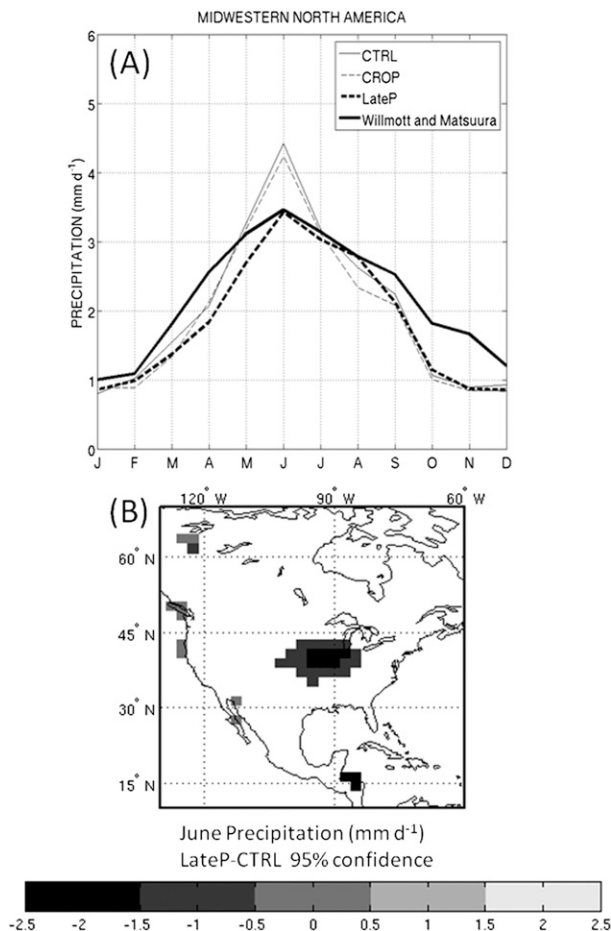 MIDWESTERN NORTH AMERICA
(A)
CTRL
CROP
LateP
Willmott and Matsuura
PRECIPITATION (mm d-1)
6
5
4
3
2
1
0
J F M A M J J A S O N D
(B)
120° W 90° W 60° W
60° N
45° N
30° N
15° N
June Precipitation (mm d-1)
LateP-CTRL 95% confidence
-2.5 -2 -1.5 -1 -0.5 0 0.5 1 1.5 2 2.5